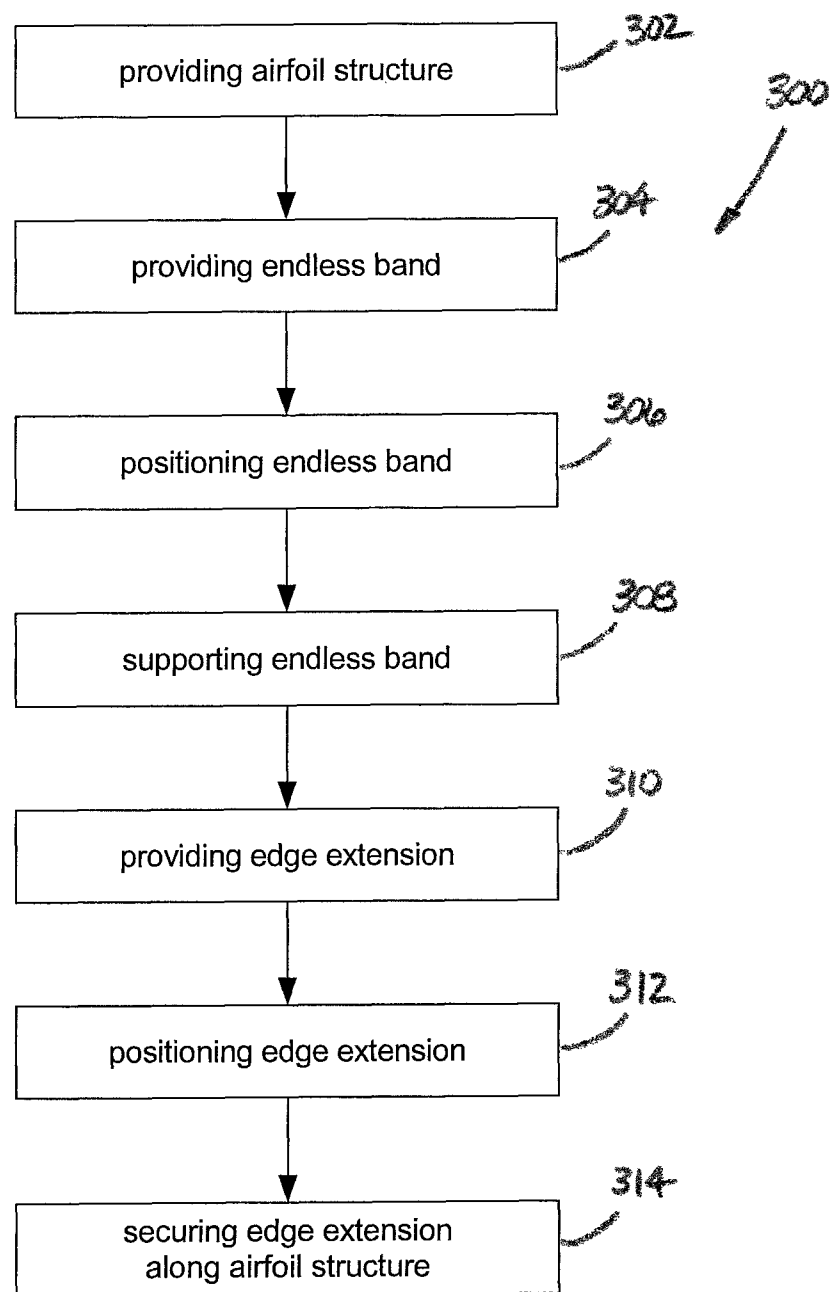 providing airfoil structure
302
300
providing endless band
304
positioning endless band
306
supporting endless band
308
providing edge extension
310
positioning edge extension
312
securing edge extension
along airfoil structure
314